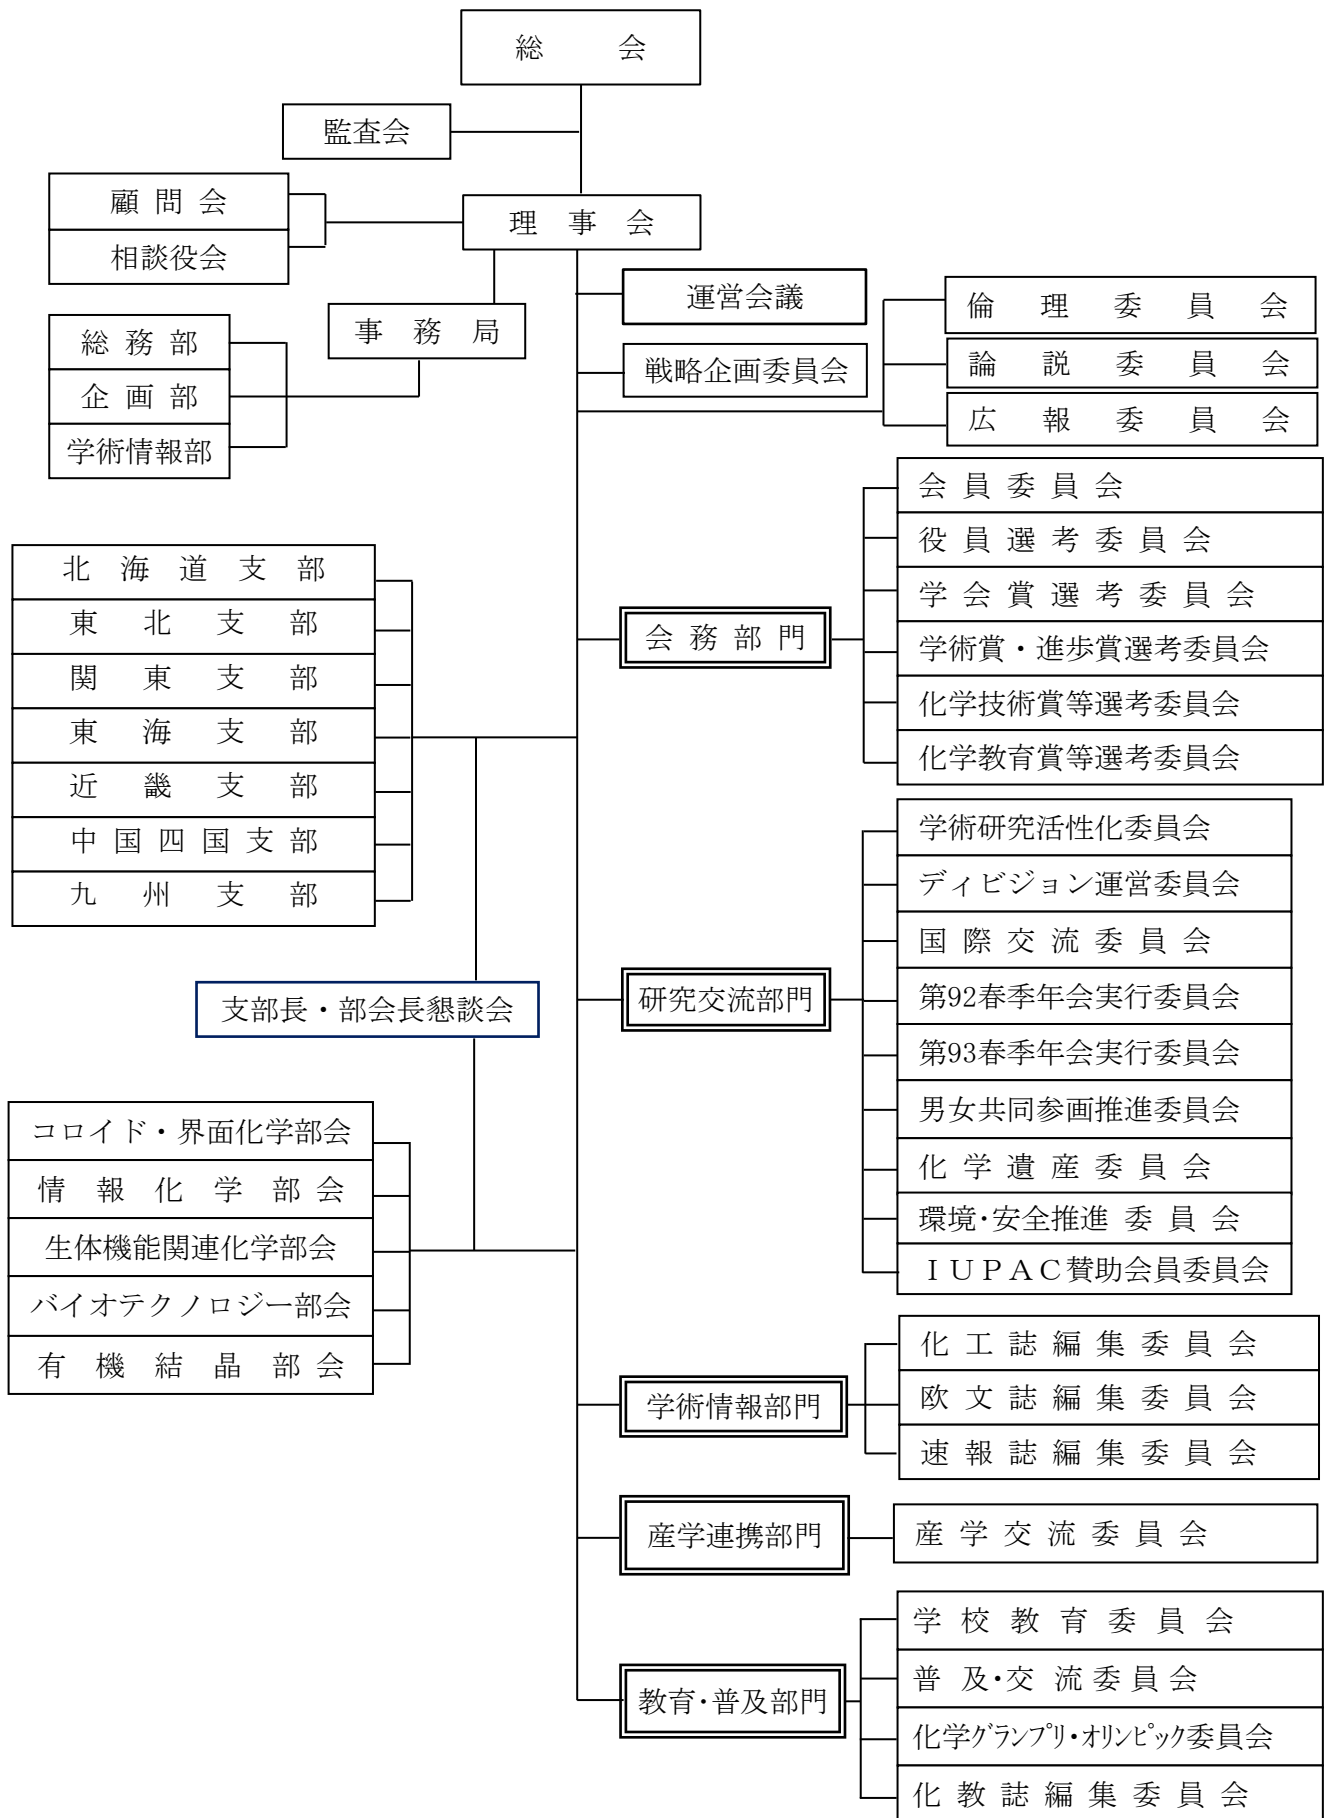 総会
監査会
顧問会
相談役会
理事会
運営会議
戦略企画委員会
倫理委員会
論説委員会
広報委員会
事務局
総務部
企画部
学術情報部
北海道支部
東北支部
関東支部
東海支部
近畿支部
中国四国支部
九州支部
支部長・部会長懇談会
コロイド・界面化学部会
情報化学部会
生体機能関連化学部会
バイオテクノロジー部会
有機結晶部会
会務部門
会員委員会
役員選考委員会
学会賞選考委員会
学術賞・進歩賞選考委員会
化学技術賞等選考委員会
化学教育賞等選考委員会
研究交流部門
学術研究活性化委員会
ディビジョン運営委員会
国際交流委員会
第92春季年会実行委員会
第93春季年会実行委員会
男女共同参画推進委員会
化学遺産委員会
環境・安全推進委員会
ＩＵＰＡＣ賛助会員委員会
学術情報部門
化工誌編集委員会
欧文誌編集委員会
速報誌編集委員会
産学連携部門
産学交流委員会
教育・普及部門
学校教育委員会
普及・交流委員会
化学グランプリ・オリンピック委員会
化教誌編集委員会